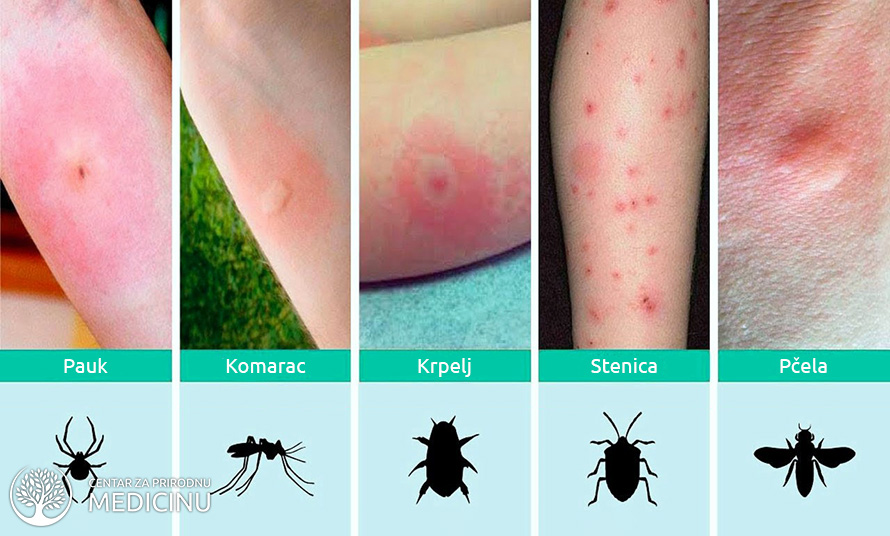 Pauk
Komarac
Krpelj
Stenica
Pčela
CENTAR ZA PRIRODNU
MEDICINU